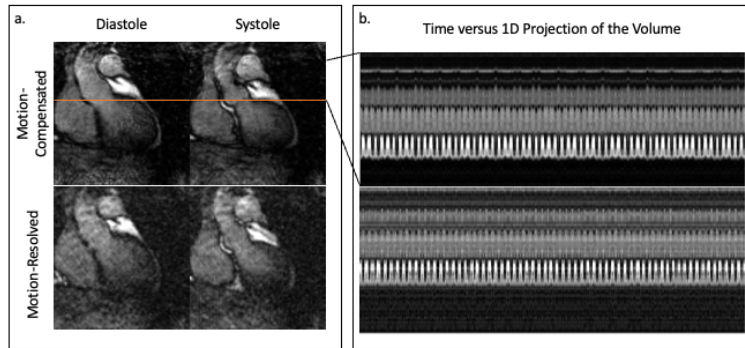 a.
Diastole
Systole
Motion-
Compensated
Motion-Resolved
b.
Time versus 1D Projection of the Volume